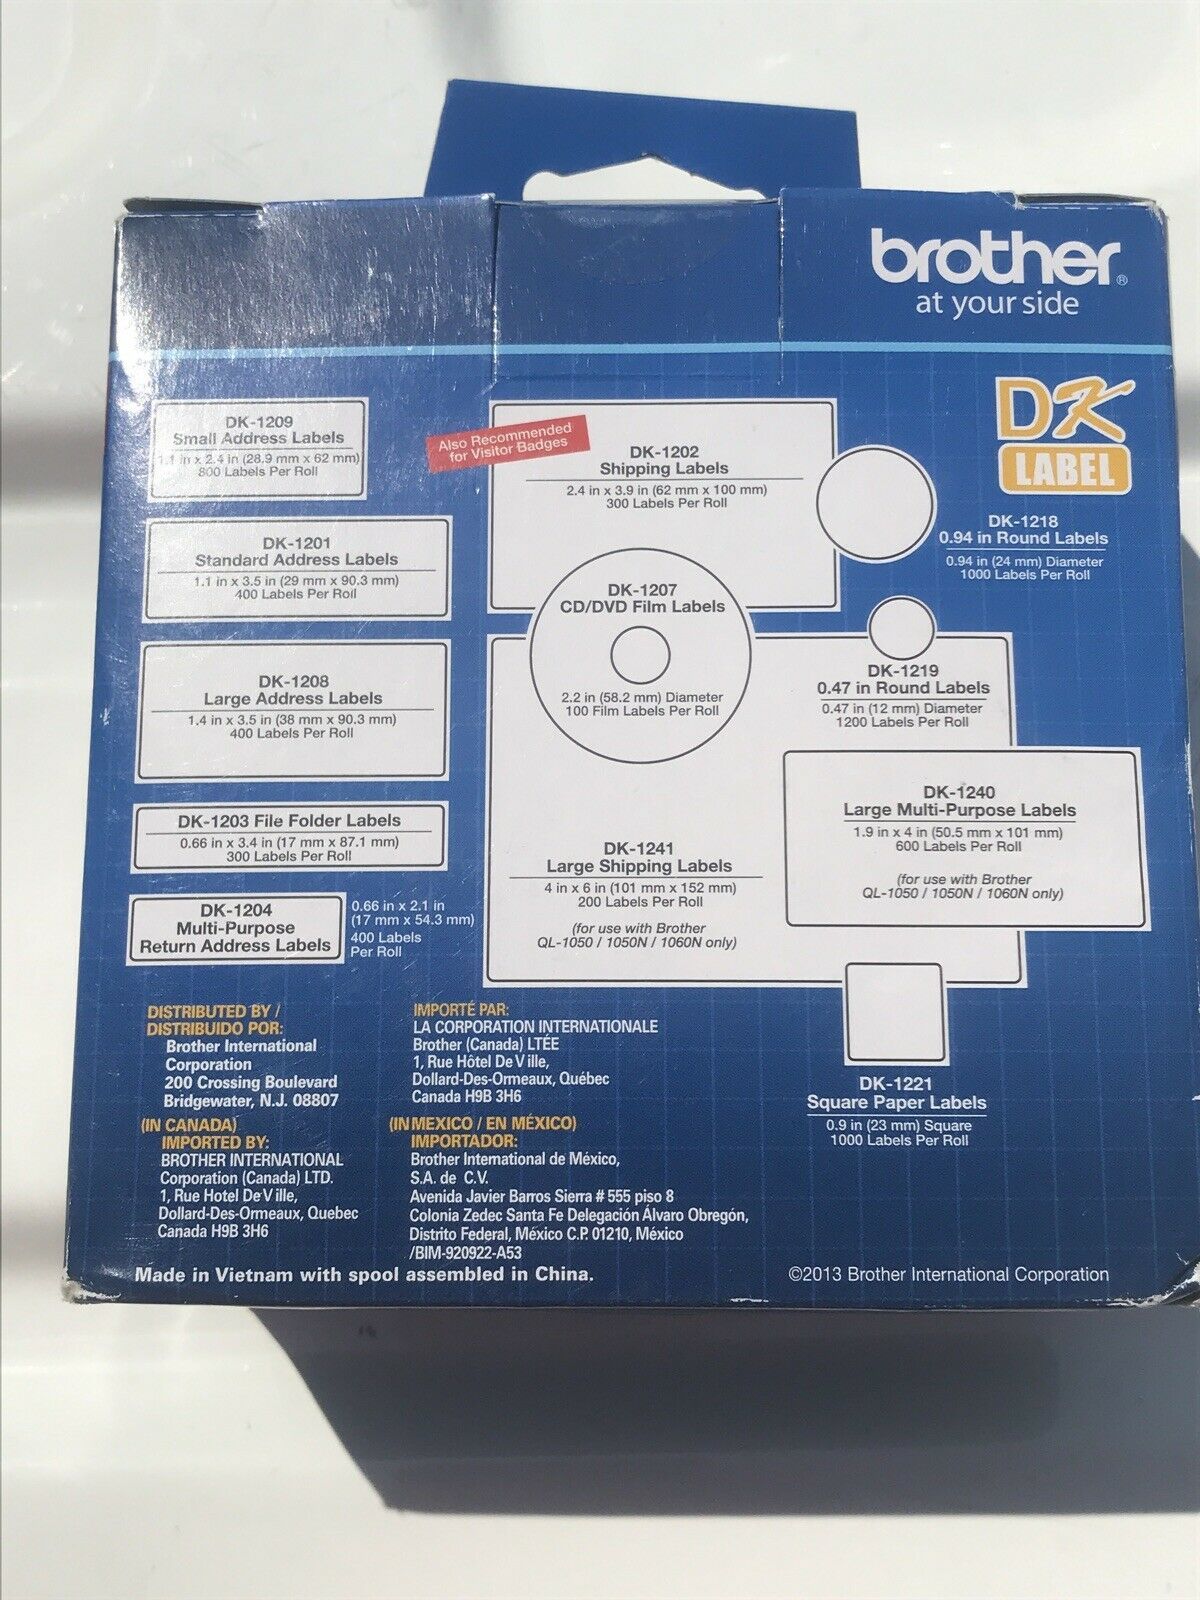 brother®
at your side
DK
LABEL
DK-1209
Small Address Labels
1.1 in x 2.4 in (28.9 mm x 62 mm)
800 Labels Per Roll
DK-1201
Standard Address Labels
1.1 in x 3.5 in (29 mm x 90.3 mm)
400 Labels Per Roll
DK-1208
Large Address Labels
1.4 in x 3.5 in (38 mm x 90.3 mm)
400 Labels Per Roll
DK-1203 File Folder Labels
0.66 in x 3.4 in (17 mm x 87.1 mm)
300 Labels Per Roll
DK-1204
Multi-Purpose
Return Address Labels
0.66 in x 2.1 in
(17 mm x 54.3 mm)
400 Labels
Per Roll
Also Recommended
for Visitor Badges
DK-1202
Shipping Labels
2.4 in x 3.9 in (62 mm x 100 mm)
300 Labels Per Roll
DK-1218
0.94 in Round Labels
0.94 in (24 mm) Diameter
1000 Labels Per Roll
DK-1207
CD/DVD Film Labels
2.2 in (58.2 mm) Diameter
100 Film Labels Per Roll
DK-1219
0.47 in Round Labels
0.47 in (12 mm) Diameter
1200 Labels Per Roll
DK-1240
Large Multi-Purpose Labels
1.9 in x 4 in (50.5 mm x 101 mm)
600 Labels Per Roll
(for use with Brother
QL-1050 / 1050N / 1060N only)
DK-1241
Large Shipping Labels
4 in x 6 in (101 mm x 152 mm)
200 Labels Per Roll
(for use with Brother
QL-1050 / 1050N / 1060N only)
DK-1221
Square Paper Labels
0.9 in (23 mm) Square
1000 Labels Per Roll
DISTRIBUTED BY /
DISTRIBUIDO POR:
Brother International
Corporation
200 Crossing Boulevard
Bridgewater, N.J. 08807
(IN CANADA)
IMPORTED BY:
BROTHER INTERNATIONAL
Corporation (Canada) LTD.
1, Rue Hotel De Ville,
Dollard-Des-Ormeaux, Quebec
Canada H9B 3H6
IMPORTÉ PAR:
LA CORPORATION INTERNATIONALE
Brother (Canada) LTÉE
1, Rue Hôtel De Ville,
Dollard-Des-Ormeaux, Québec
Canada H9B 3H6
(IN MEXICO / EN MÉXICO)
IMPORTADOR:
Brother International de México,
S.A. de C.V.
Avenida Javier Barros Sierra # 555 piso 8
Colonia Zedec Santa Fe Delegación Álvaro Obregón,
Distrito Federal, México C.P. 01210, México
/BIM-920922-A53
Made in Vietnam with spool assembled in China.
©2013 Brother International Corporation